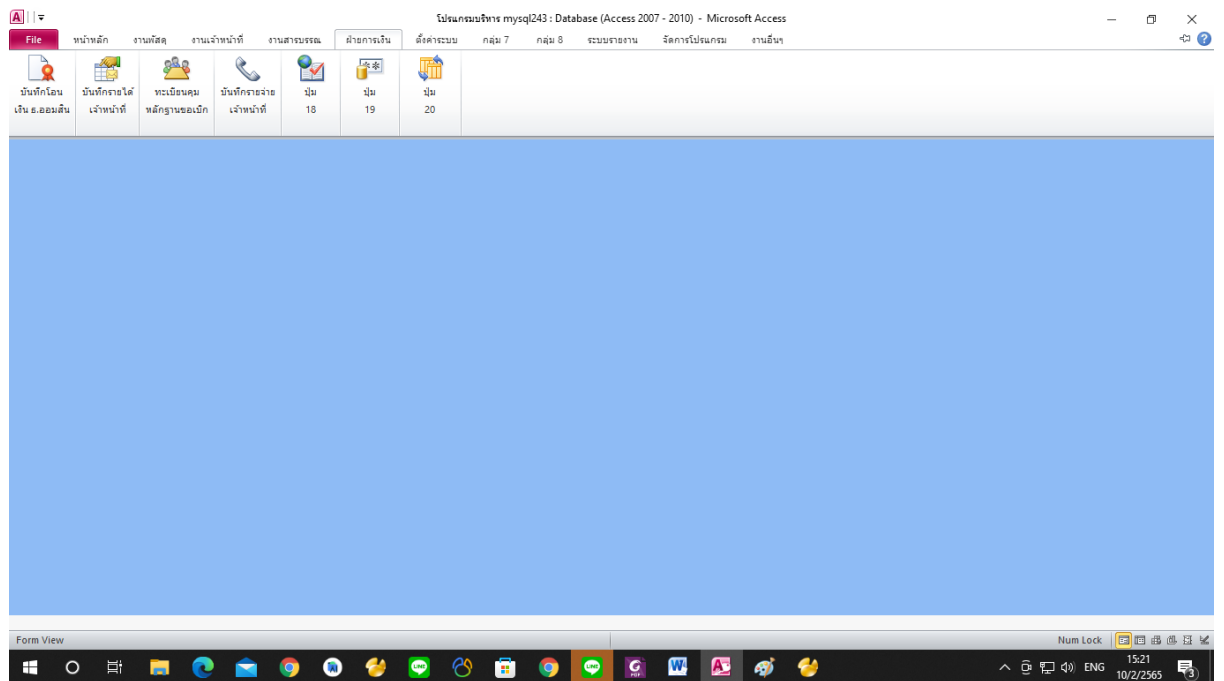 โปรแกรมบริหาร mysql243 : Database (Access 2007 - 2010) - Microsoft Access
File หน้าหลัก งานพัสดุ งานเจ้าหน้าที่ งานสารบรรณ ฝ่ายการเงิน ตั้งค่าระบบ กลุ่ม 7 กลุ่ม 8 ระบบรายงาน จัดการโปรแกรม งานอื่นๆ
บันทึกโอน บันทึกรายได้ ทะเบียนคุม บันทึกรายจ่าย ปุ่ม ปุ่ม ปุ่ม
เงิน ธ.ออมสิน เจ้าหน้าที่ หลักฐานขอเบิก เจ้าหน้าที่ 18 19 20
Form View Num Lock
ENG 15:21
10/2/2565 3